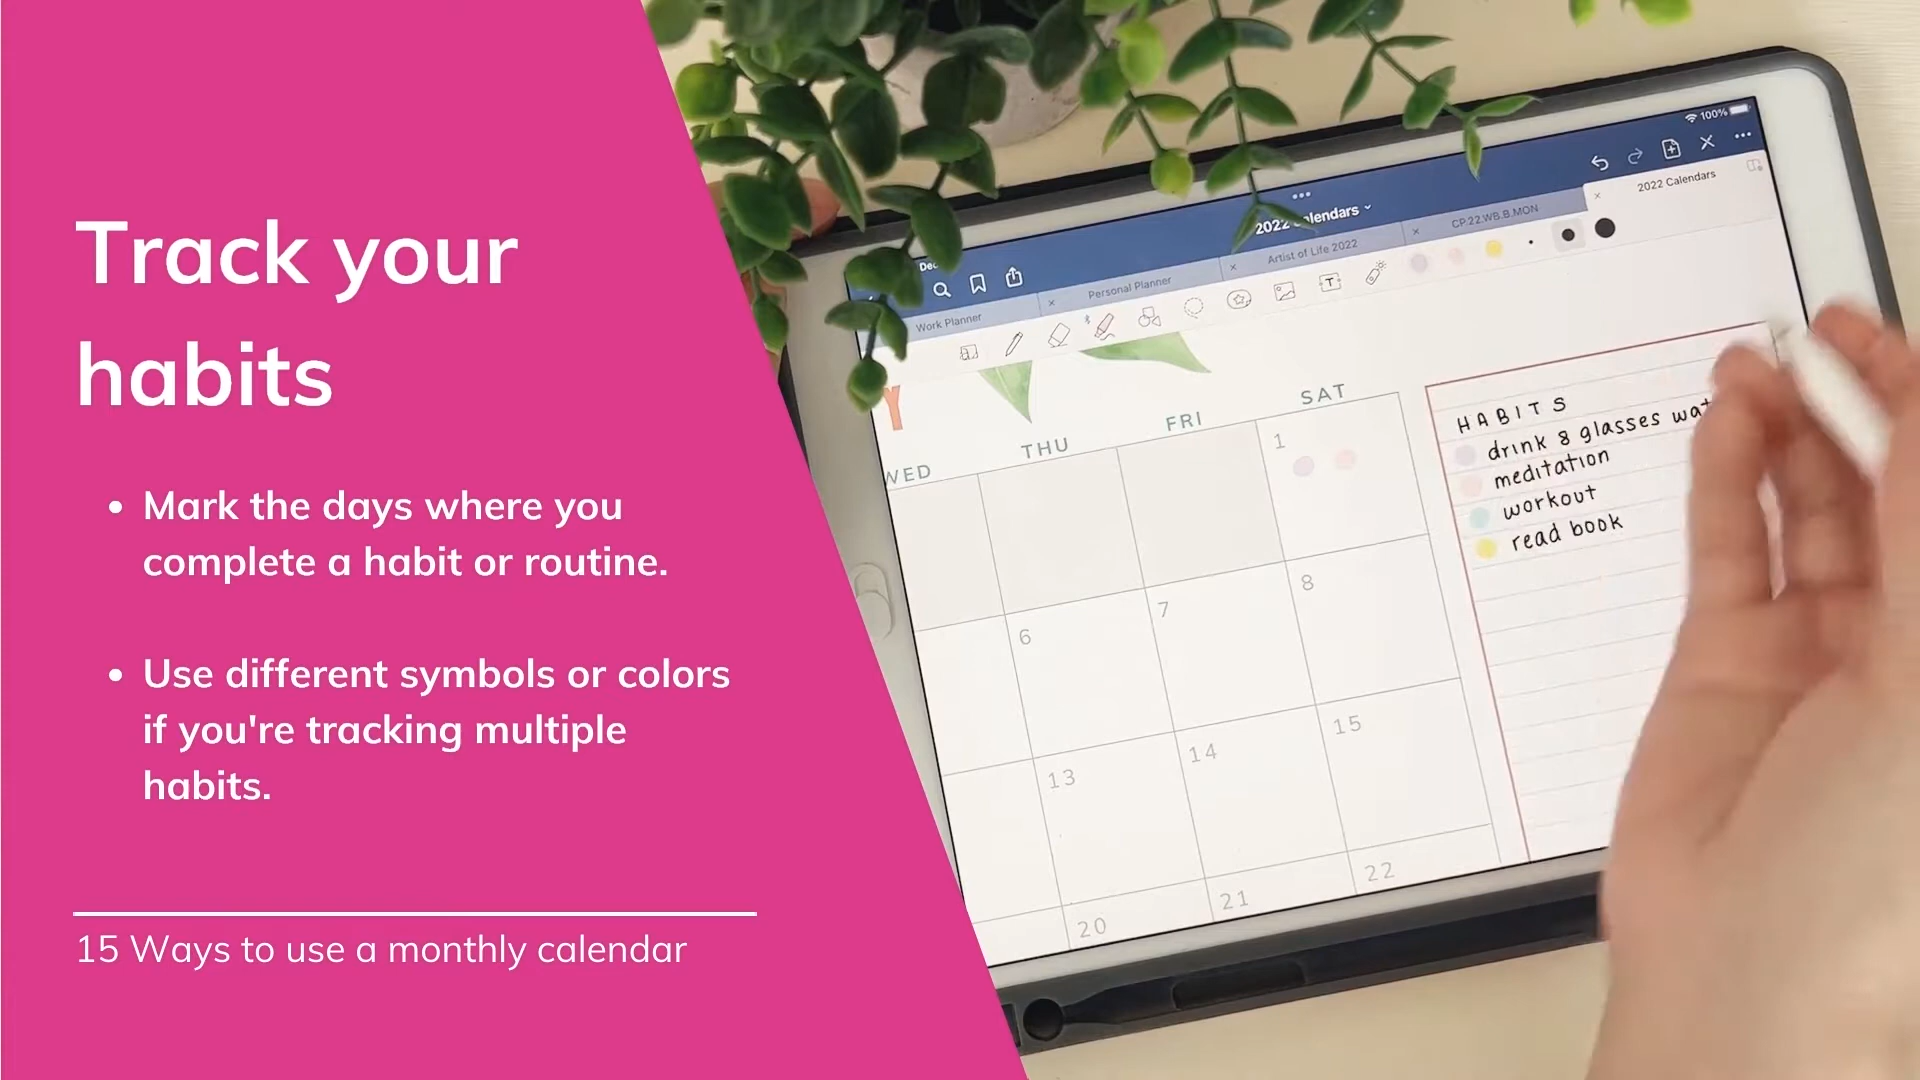 Track your
habits
Mark the days where you
complete a habit or routine.
Use different symbols or colors
if you're tracking multiple
habits.
15 Ways to use a monthly calendar
100%
2022 Calendars
CP.22.WB.B.MON
Artist of Life 2022
Personal Planner
Work Planner
2022
Y
WED THU FRI SAT
1
6 7 8
13 14 15
20 21 22
HABITS
drink 8 glasses
meditation
workout
read book